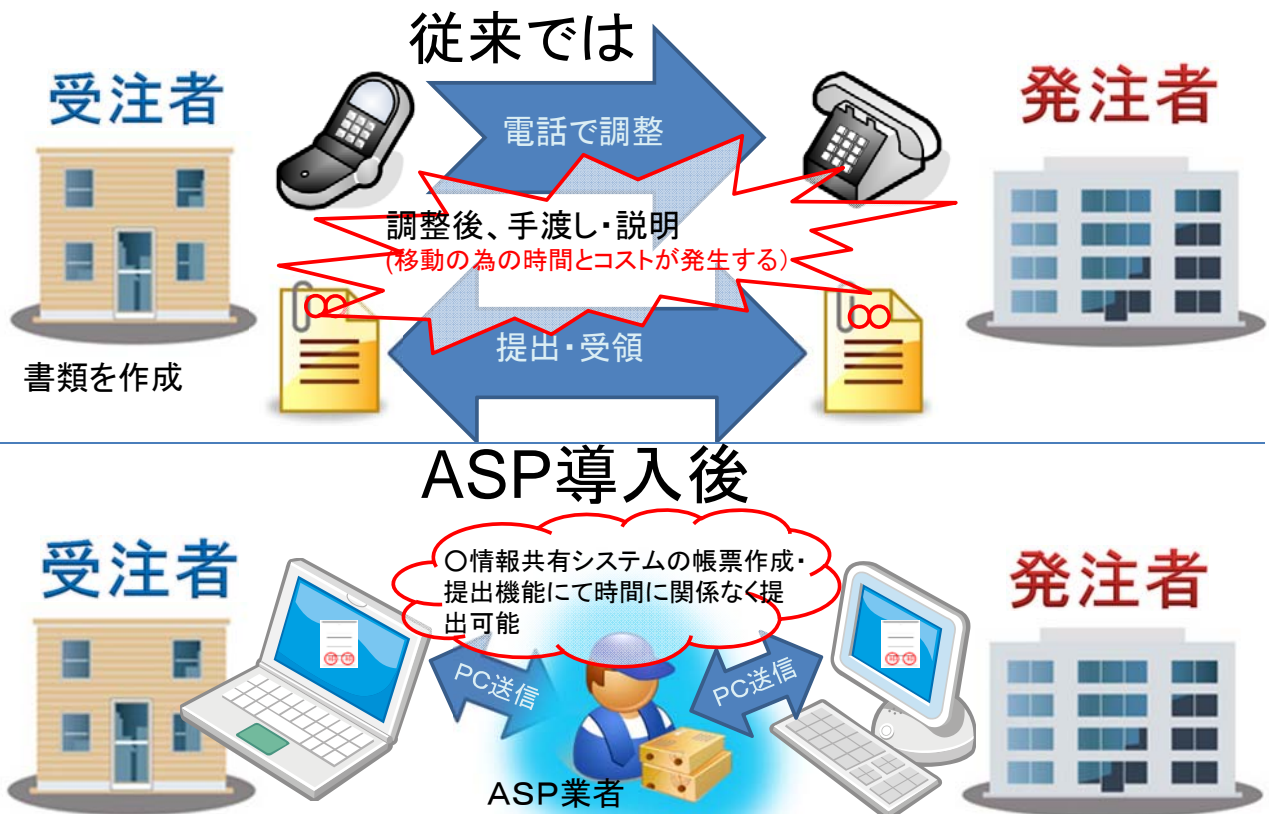 従来では
受注者
発注者
電話で調整
調整後、手渡し・説明
(移動の為の時間とコストが発生する)
提出・受領
書類を作成
ASP導入後
受注者
発注者
○情報共有システムの帳票作成・
提出機能にて時間に関係なく提
出可能
PC送信
PC送信
ASP業者